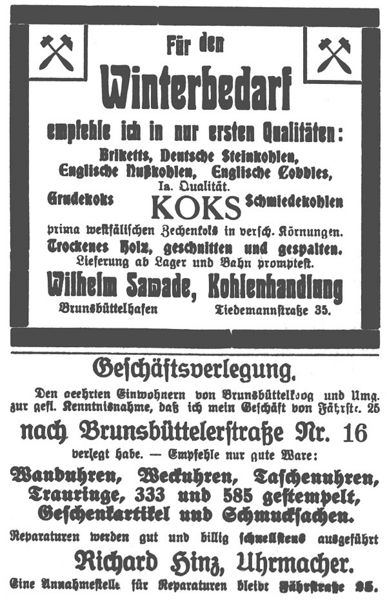 Für den
Winterbedarf
empfehle ich in nur ersten Qualitäten:
Briketts, Deutsche Steinkohlen,
Englische Nußkohlen, Englische Cobbles,
Ia. Qualität.
Grudekoks KOKS Schmiedekohlen
prima westfälischen Zechenkoks in versch. Körnungen.
Trockenes Holz, geschnitten und gespalten.
Lieferung ab Lager und Bahn promptest.
Wilhelm Sawade, Kohlenhandlung
Brunsbüttelhafen Tiedemannstraße 35.
Geschäftsverlegung.
Den geehrten Einwohnern von Brunsbüttelkoog und Umg.
zur gefl. Kenntnisnahme, daß ich mein Geschäft von Fährstr. 25
nach Brunsbüttelerstraße Nr. 16
verlegt habe. — Empfehle nur gute Ware:
Wanduhren, Weckuhren, Taschenuhren,
Trauringe, 333 und 585 gestempelt,
Geschenkartikel und Schmucksachen.
Reparaturen werden gut und billig schnellstens ausgeführt
Richard Hinz, Uhrmacher.
Eine Annahmestelle für Reparaturen bleibt Fährstraße 25.